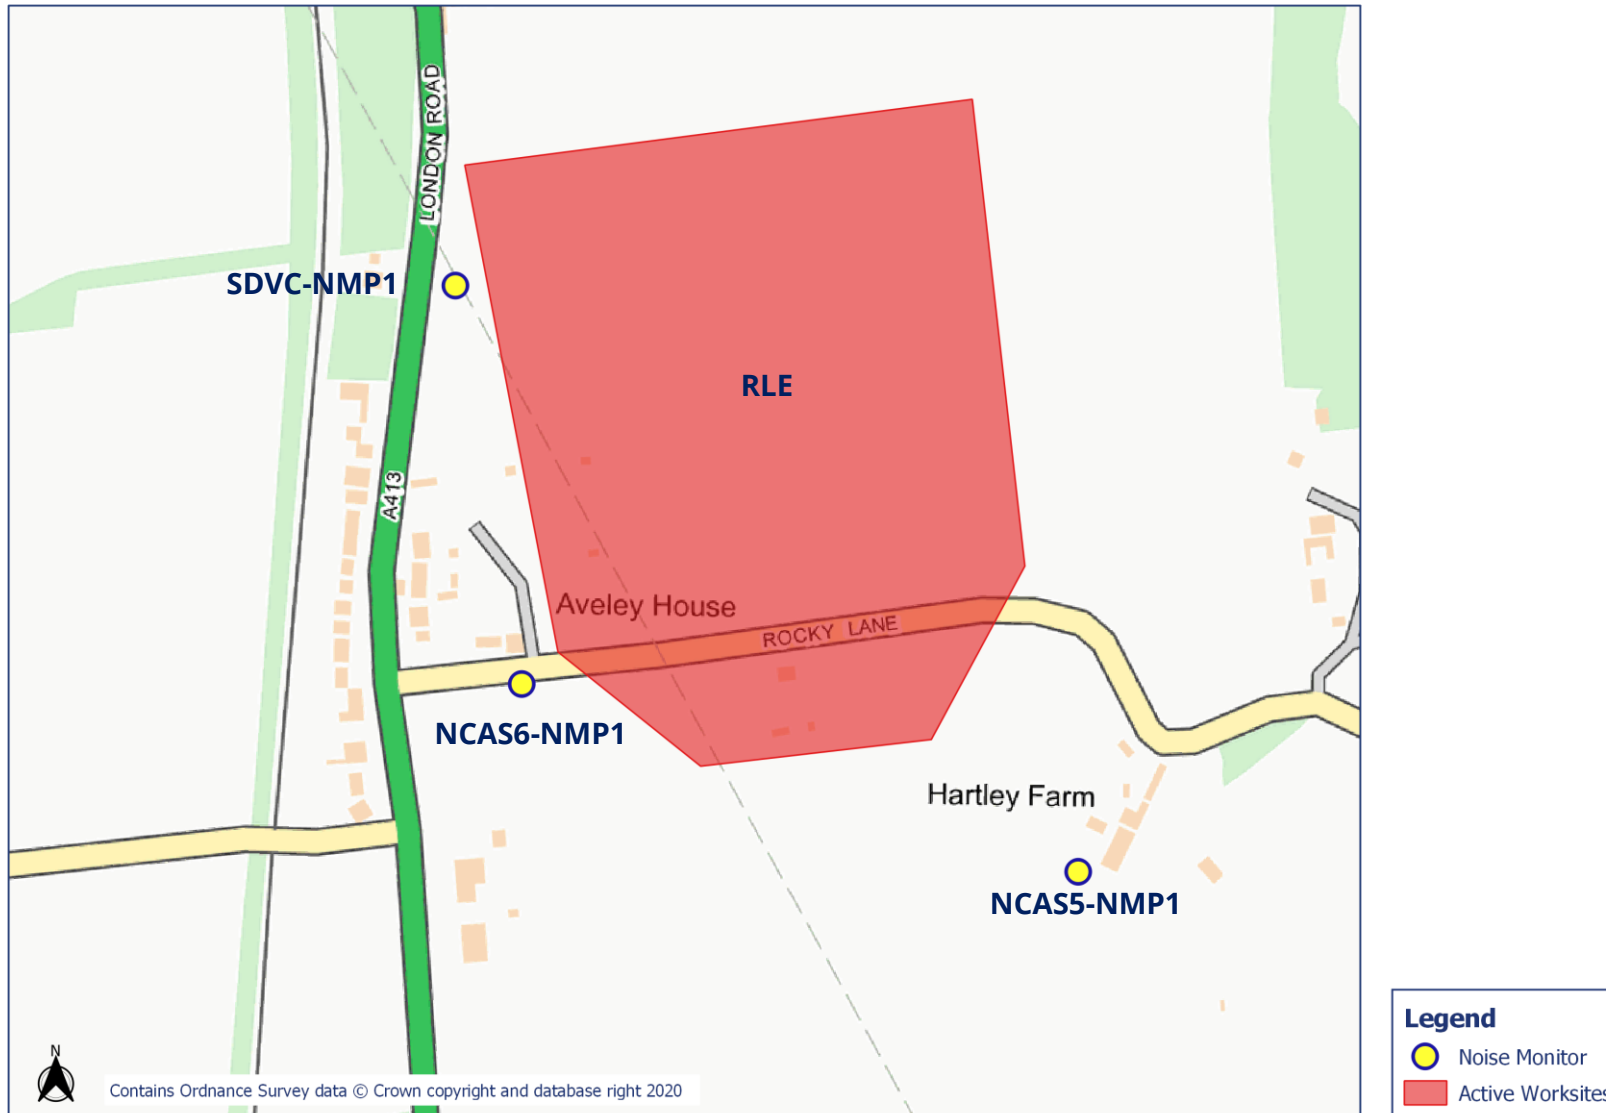 LONDON ROAD
SDVC-NMP1
RLE
A413
Aveley House
ROCKY LANE
NCAS6-NMP1
Hartley Farm
NCAS5-NMP1
N
Contains Ordnance Survey data © Crown copyright and database right 2020
Legend
Noise Monitor
Active Worksites